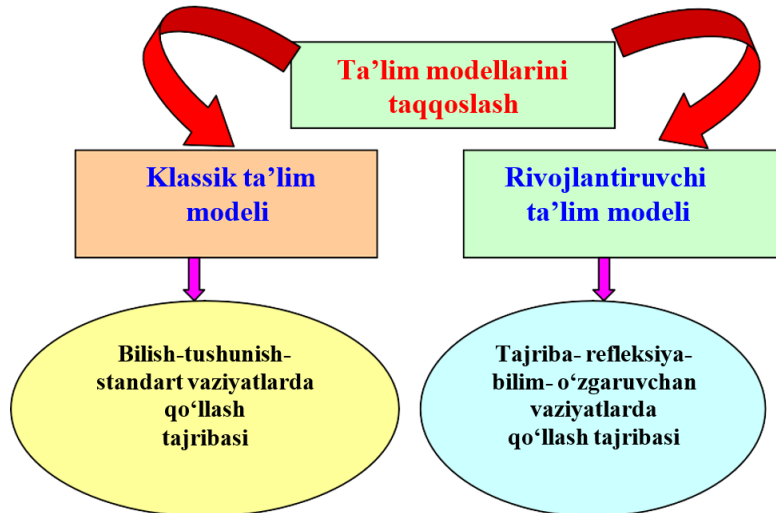 Ta’lim modellarini
taqqoslash
Klassik ta’lim
modeli
Rivojlantiruvchi
ta’lim modeli
Bilish-tushunish-
standart vaziyatlarda
qo‘llash
tajribasi
Tajriba- refleksiya-
bilim- o‘zgaruvchan
vaziyatlarda
qo‘llash tajribasi